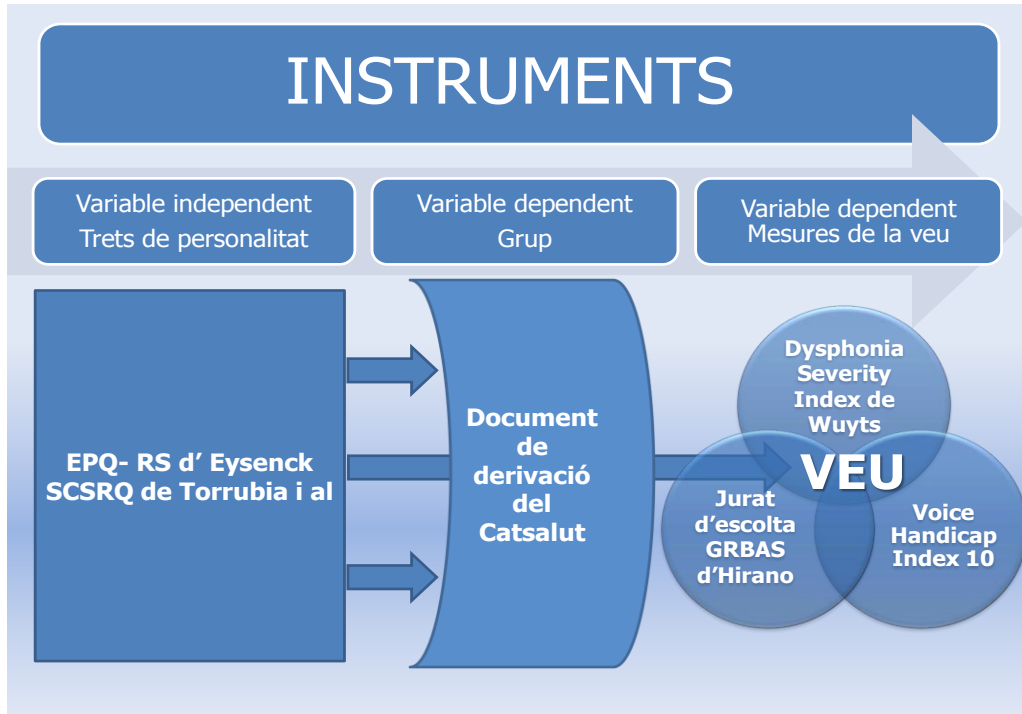 INSTRUMENTS
Variable independent
Trets de personalitat
Variable dependent
Grup
Variable dependent
Mesures de la veu
EPQ- RS d’ Eysenck
SCSRQ de Torrubia i al
Document
de
derivació
del
Catsalut
Dysphonia
Severity
Index de
Wuyts
VEU
Jurat
d’escolta
GRBAS
d’Hirano
Voice
Handicap
Index 10